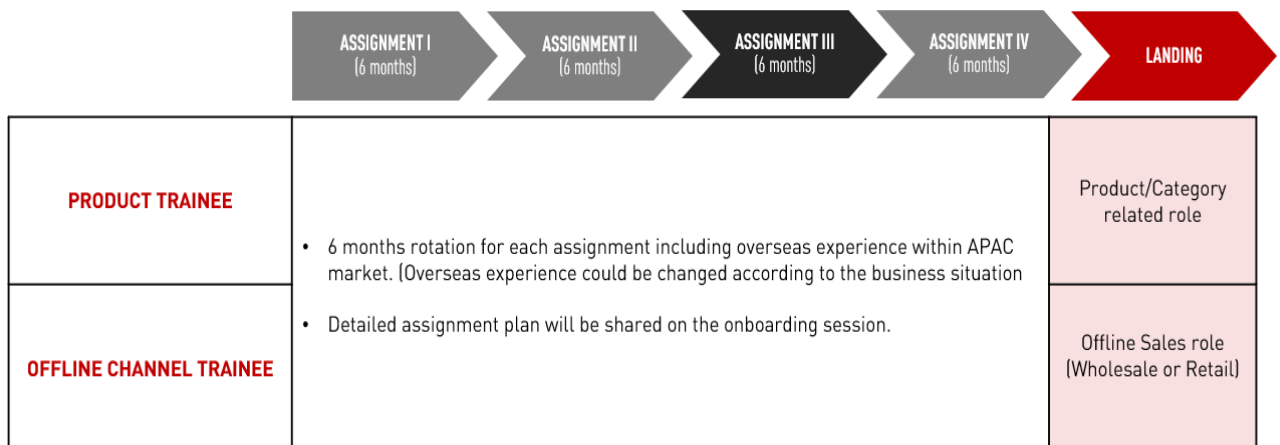 ASSIGNMENT I
(6 months)
ASSIGNMENT II
(6 months)
ASSIGNMENT III
(6 months)
ASSIGNMENT IV
(6 months)
LANDING
PRODUCT TRAINEE
• 6 months rotation for each assignment including overseas experience within APAC
market. (Overseas experience could be changed according to the business situation
• Detailed assignment plan will be shared on the onboarding session.
Product/Category
related role
OFFLINE CHANNEL TRAINEE
Offline Sales role
(Wholesale or Retail)